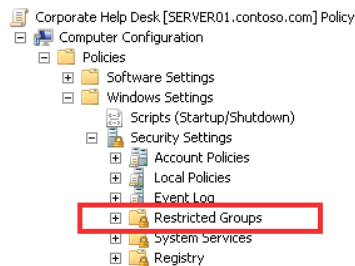 Corporate Help Desk [SERVER01.contoso.com] Policy
Computer Configuration
Policies
Software Settings
Windows Settings
Scripts (Startup/Shutdown)
Security Settings
Account Policies
Local Policies
Event Log
Restricted Groups
System Services
Registry